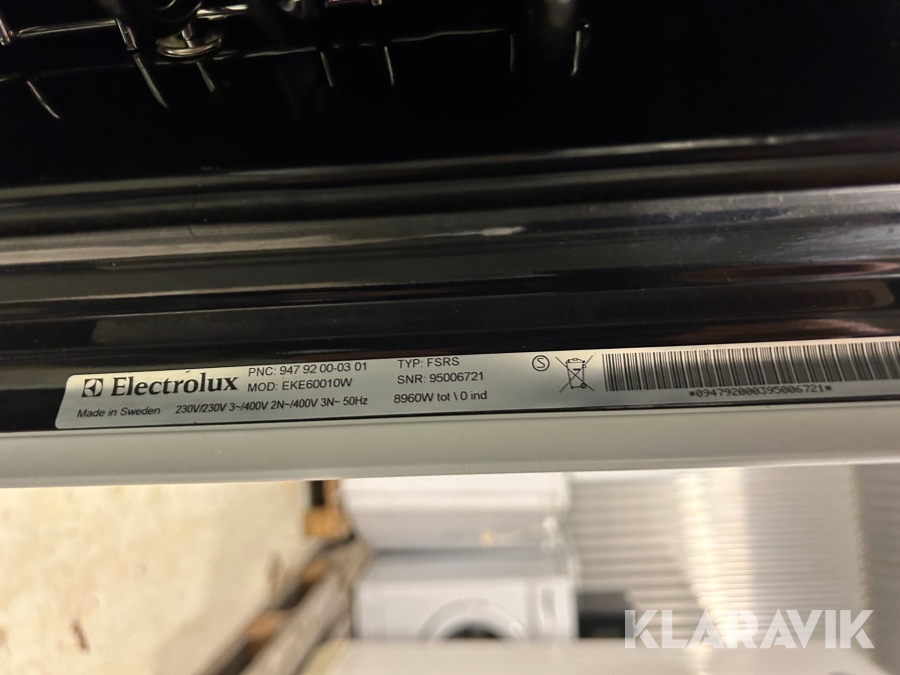 Electrolux
PNC: 947 92 00-03 01
TYP: FSRS
MOD: EKE60010W
SNR: 95006721
Made in Sweden
230V/230V 3~/400V 2N~/400V 3N~ 50Hz
8960W tot \ 0 ind
S
*094792000395006721*
KLARAVIK